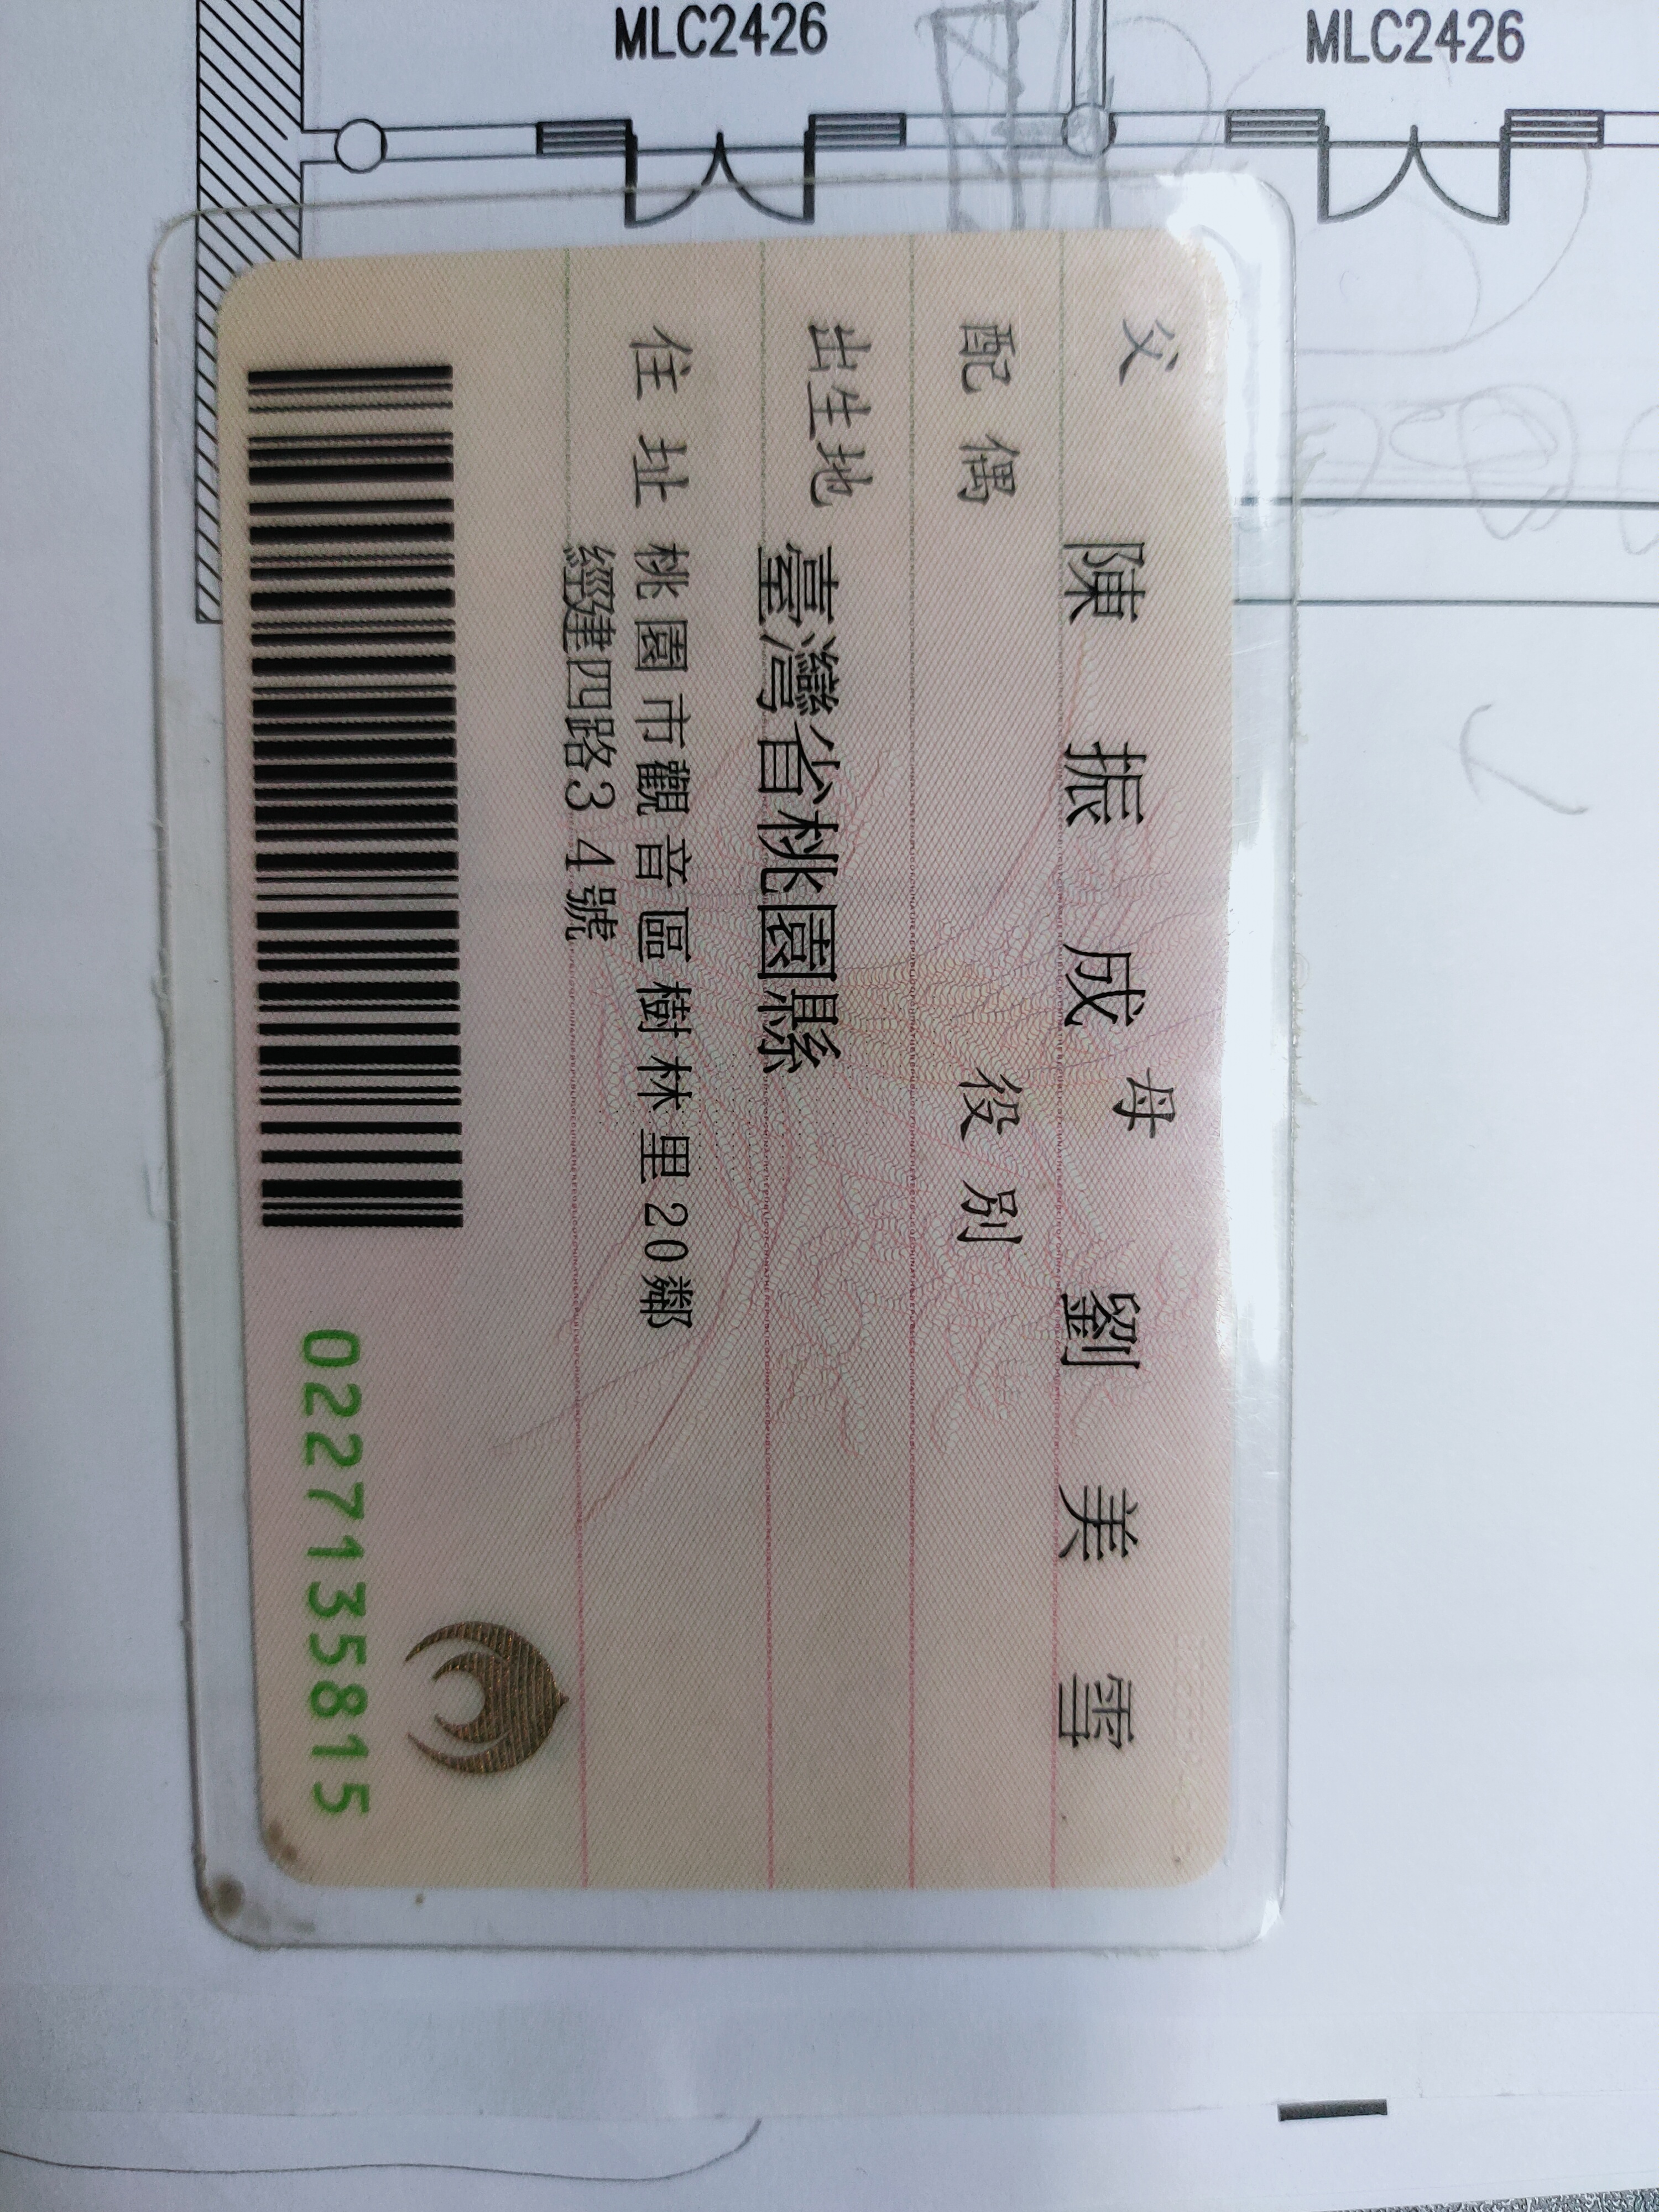 MLC2426 MLC2426
父 陳振成 母 劉美雪
配偶 役別
出生地 臺灣省桃園縣
住址 桃園市觀音區樹林里20鄰
經建四路34號
0227135815